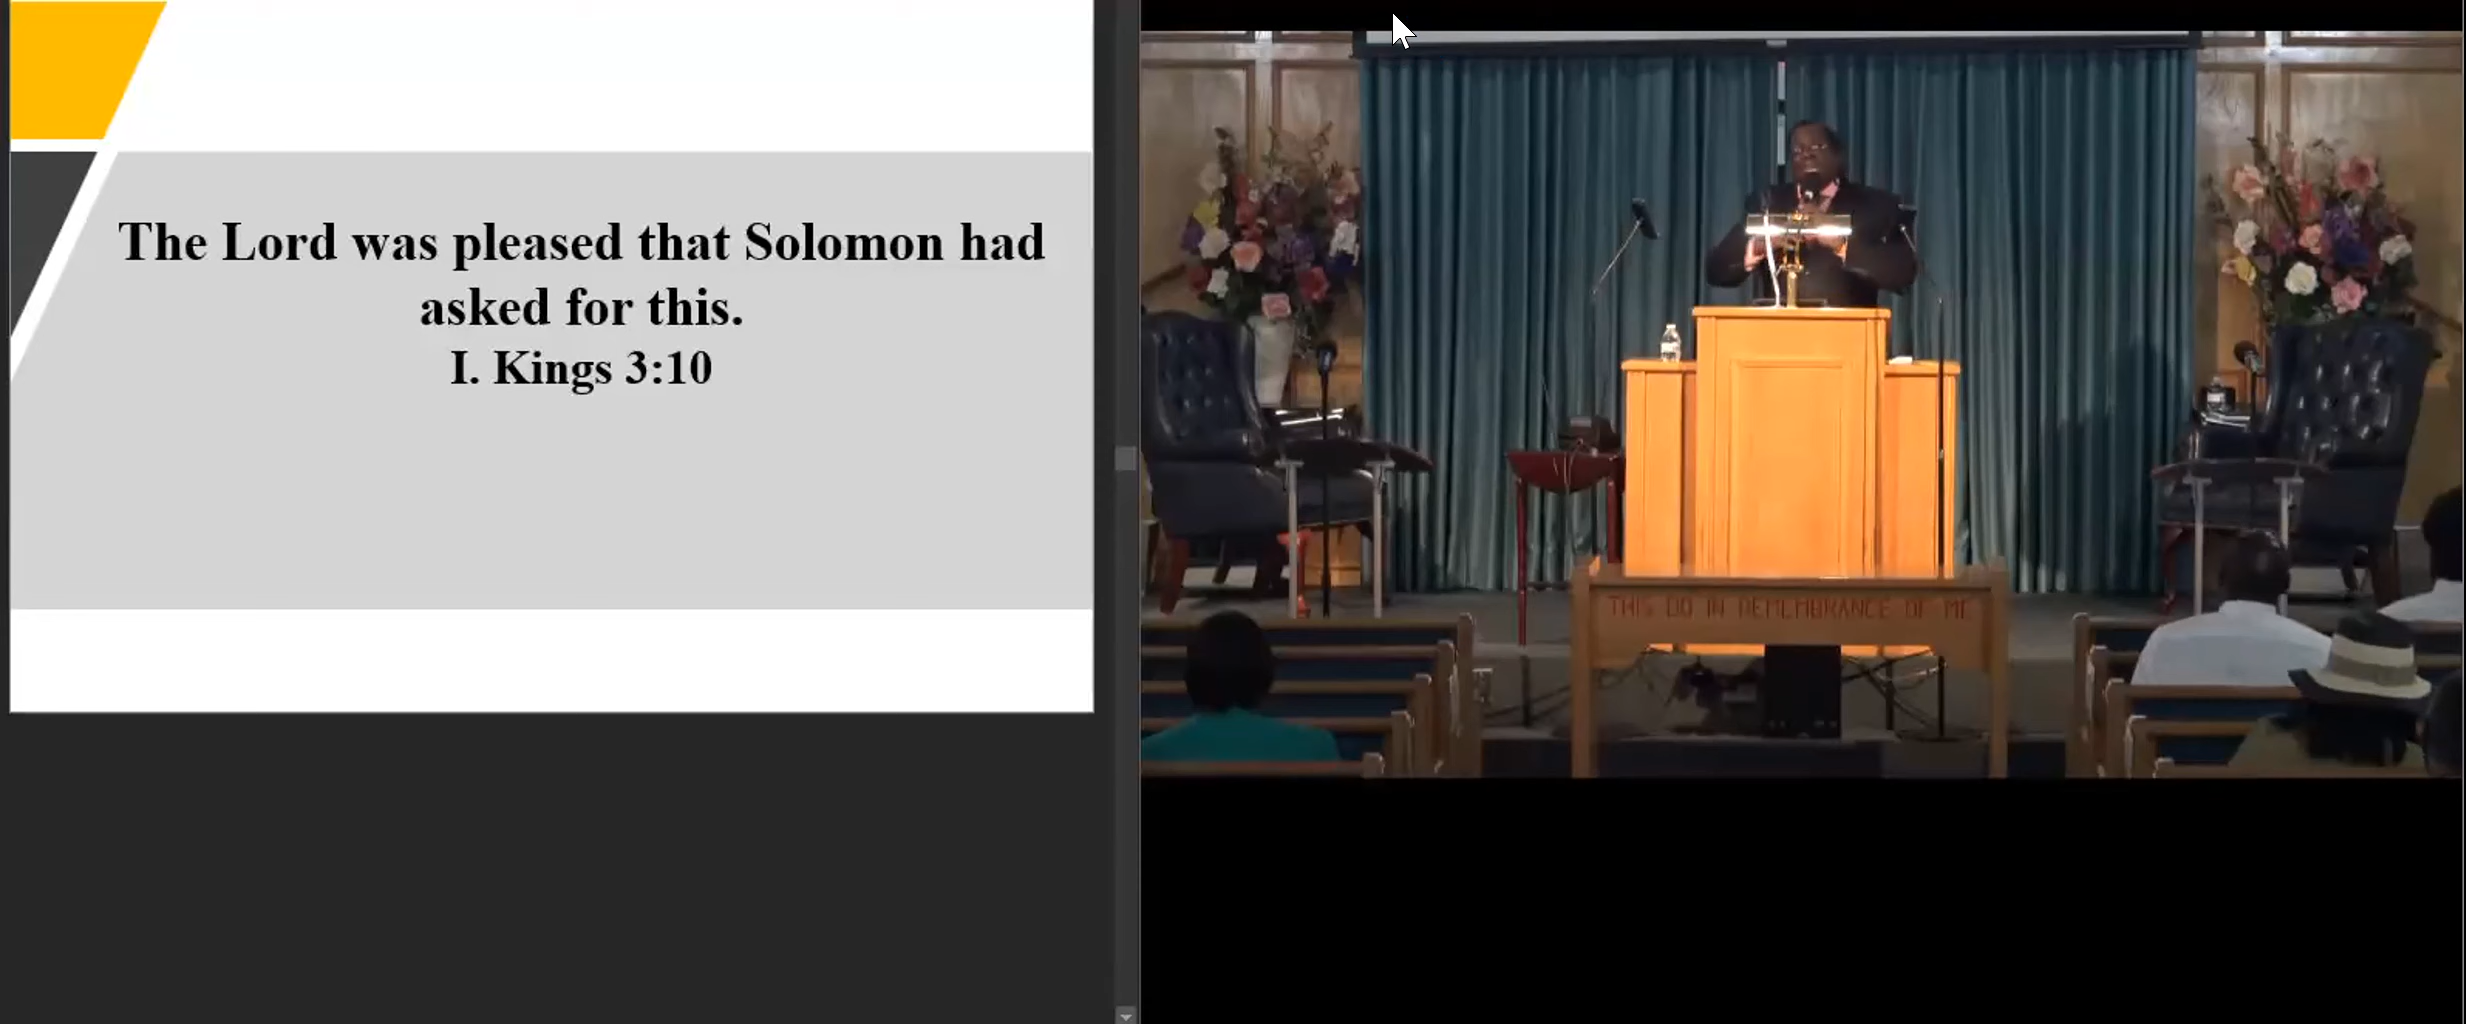 The Lord was pleased that Solomon had
asked for this.
I. Kings 3:10
THIS DO IN REMEMBRANCE OF ME